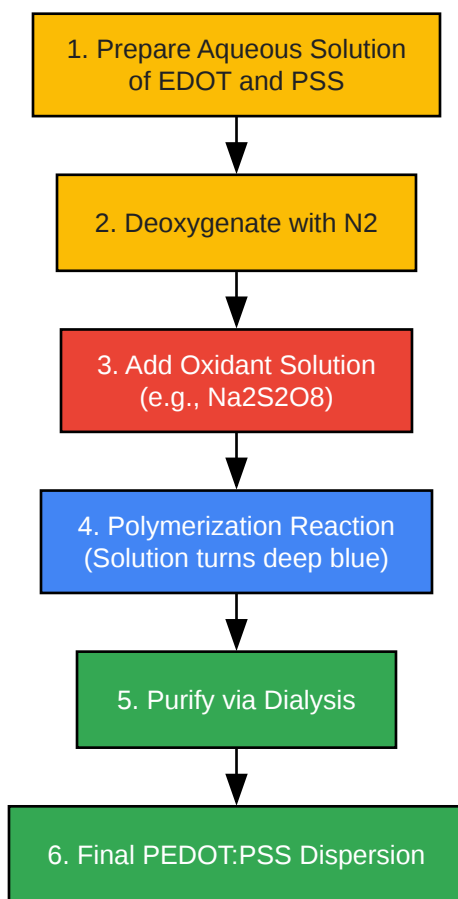 1. Prepare Aqueous Solution
of EDOT and PSS
2. Deoxygenate with N2
3. Add Oxidant Solution
(e.g., Na2S2O8)
4. Polymerization Reaction
(Solution turns deep blue)
5. Purify via Dialysis
6. Final PEDOT:PSS Dispersion